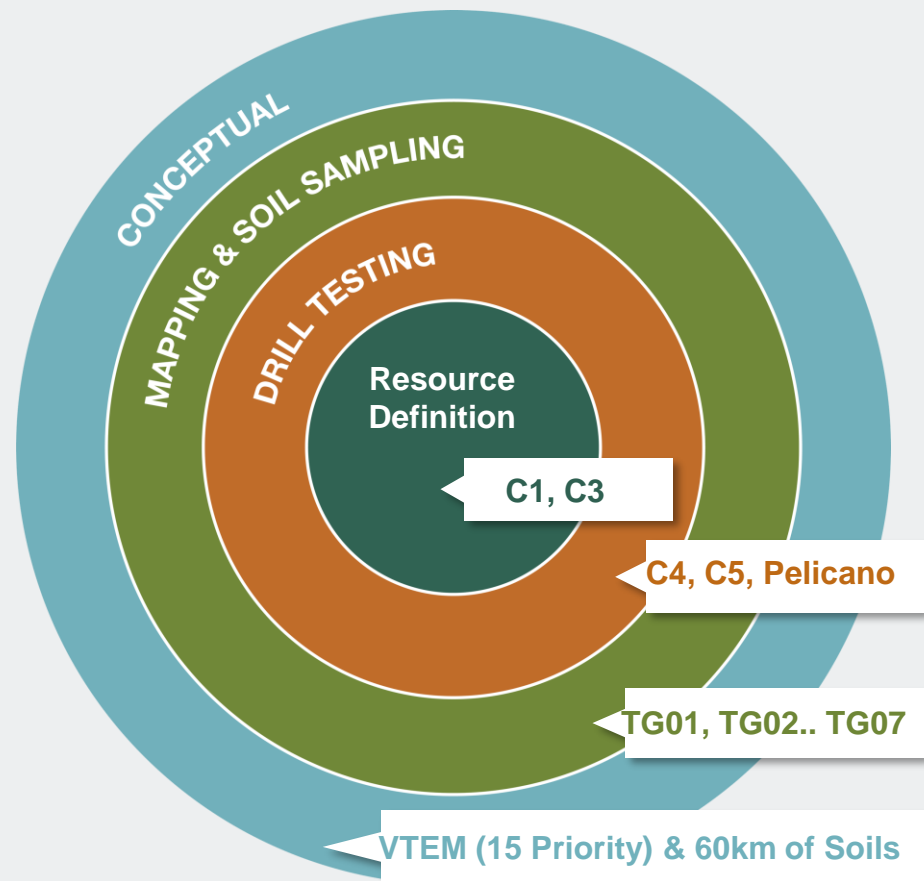 CONCEPTUAL
MAPPING & SOIL SAMPLING
DRILL TESTING
Resource
Definition
C1, C3
C4, C5, Pelicano
TG01, TG02.. TG07
VTEM (15 Priority) & 60km of Soils